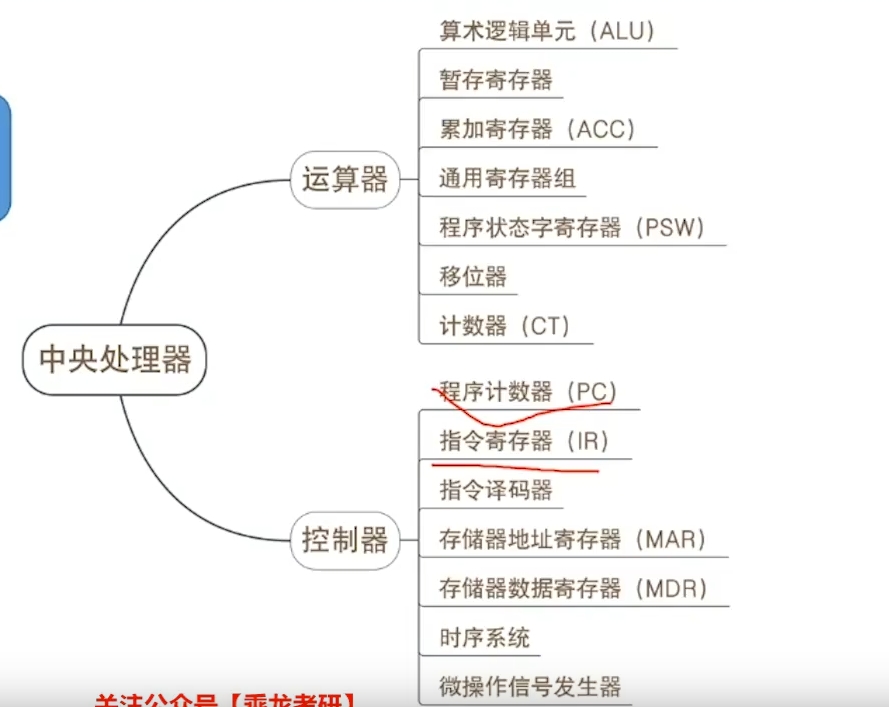 算术逻辑单元（ALU）
暂存寄存器
累加寄存器（ACC）
运算器
通用寄存器组
程序状态字寄存器（PSW）
移位器
计数器（CT）
中央处理器
程序计数器（PC）
指令寄存器（IR）
指令译码器
控制器
存储器地址寄存器（MAR）
存储器数据寄存器（MDR）
时序系统
微操作信号发生器
关注公众号【乘龙考研】